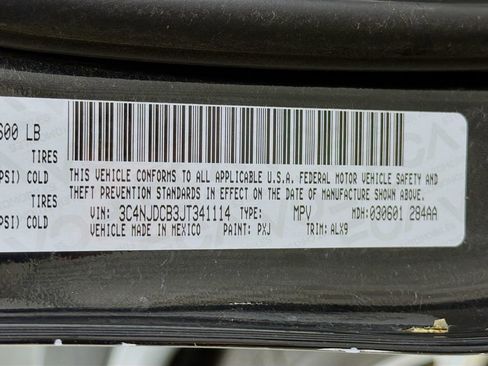 600 LB
TIRES
PSI) COLD
TIRES
PSI) COLD
THIS VEHICLE CONFORMS TO ALL APPLICABLE U.S.A. FEDERAL MOTOR VEHICLE SAFETY AND
THEFT PREVENTION STANDARDS IN EFFECT ON THE DATE OF MANUFACTURE SHOWN ABOVE.
VIN: 3C4NJDCB3JT341114 TYPE: MPV MDH:030601 284AA
VEHICLE MADE IN MEXICO PAINT: PXJ TRIM: ALX9